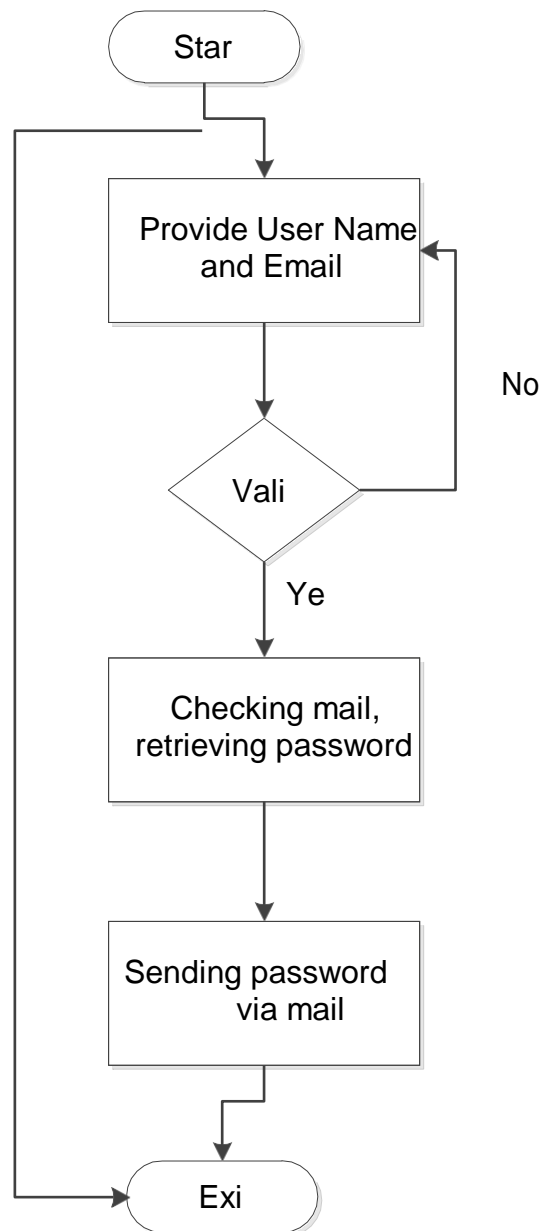 Star
Provide User Name
and Email
No
Vali
Ye
Checking mail,
retrieving password
Sending password
via mail
Exi